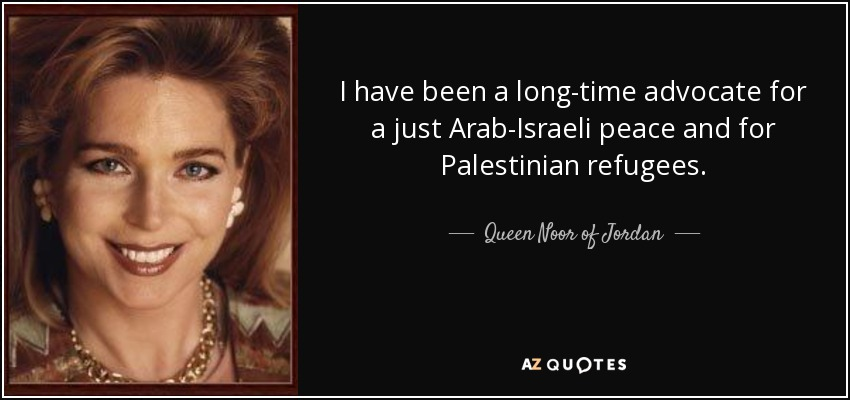 I have been a long-time advocate for
a just Arab-Israeli peace and for
Palestinian refugees.
Queen Noor of Jordan
AZ QUOTES